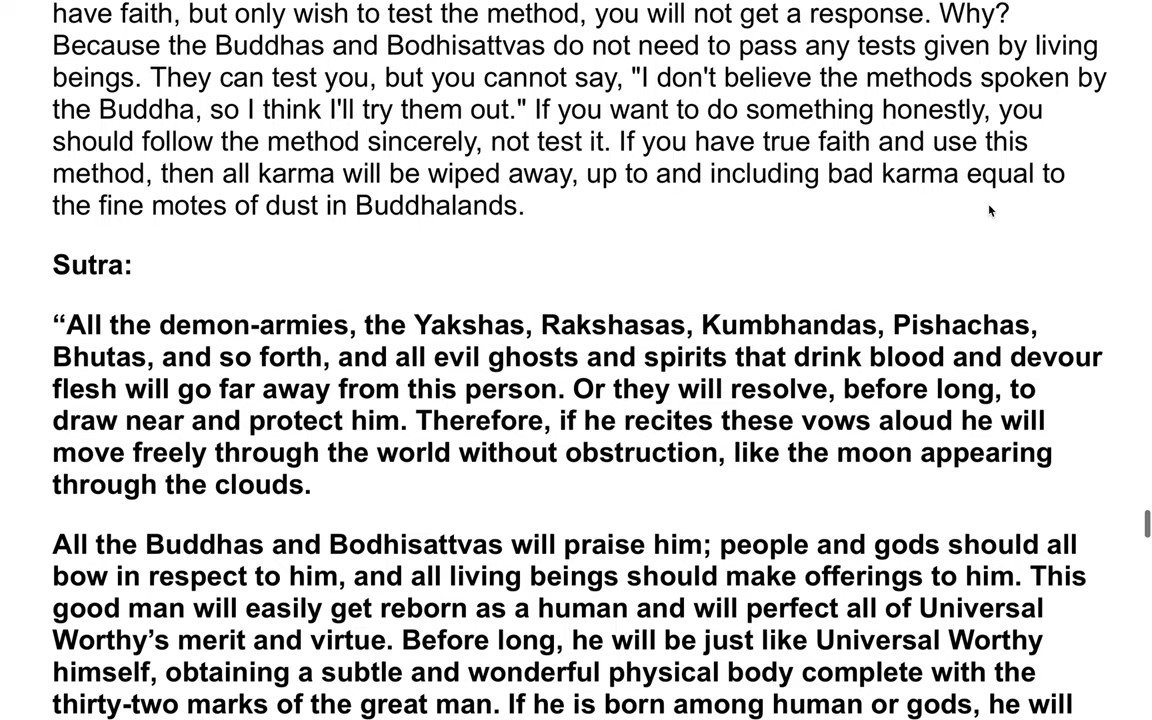 have faith, but only wish to test the method, you will not get a response. Why?
Because the Buddhas and Bodhisattvas do not need to pass any tests given by living
beings. They can test you, but you cannot say, "I don't believe the methods spoken by
the Buddha, so I think I'll try them out." If you want to do something honestly, you
should follow the method sincerely, not test it. If you have true faith and use this
method, then all karma will be wiped away, up to and including bad karma equal to
the fine motes of dust in Buddhalands.
Sutra:
“All the demon-armies, the Yakshas, Rakshasas, Kumbhandas, Pishachas,
Bhutas, and so forth, and all evil ghosts and spirits that drink blood and devour
flesh will go far away from this person. Or they will resolve, before long, to
draw near and protect him. Therefore, if he recites these vows aloud he will
move freely through the world without obstruction, like the moon appearing
through the clouds.
All the Buddhas and Bodhisattvas will praise him; people and gods should all
bow in respect to him, and all living beings should make offerings to him. This
good man will easily get reborn as a human and will perfect all of Universal
Worthy’s merit and virtue. Before long, he will be just like Universal Worthy
himself, obtaining a subtle and wonderful physical body complete with the
thirty-two marks of the great man. If he is born among human or gods, he will